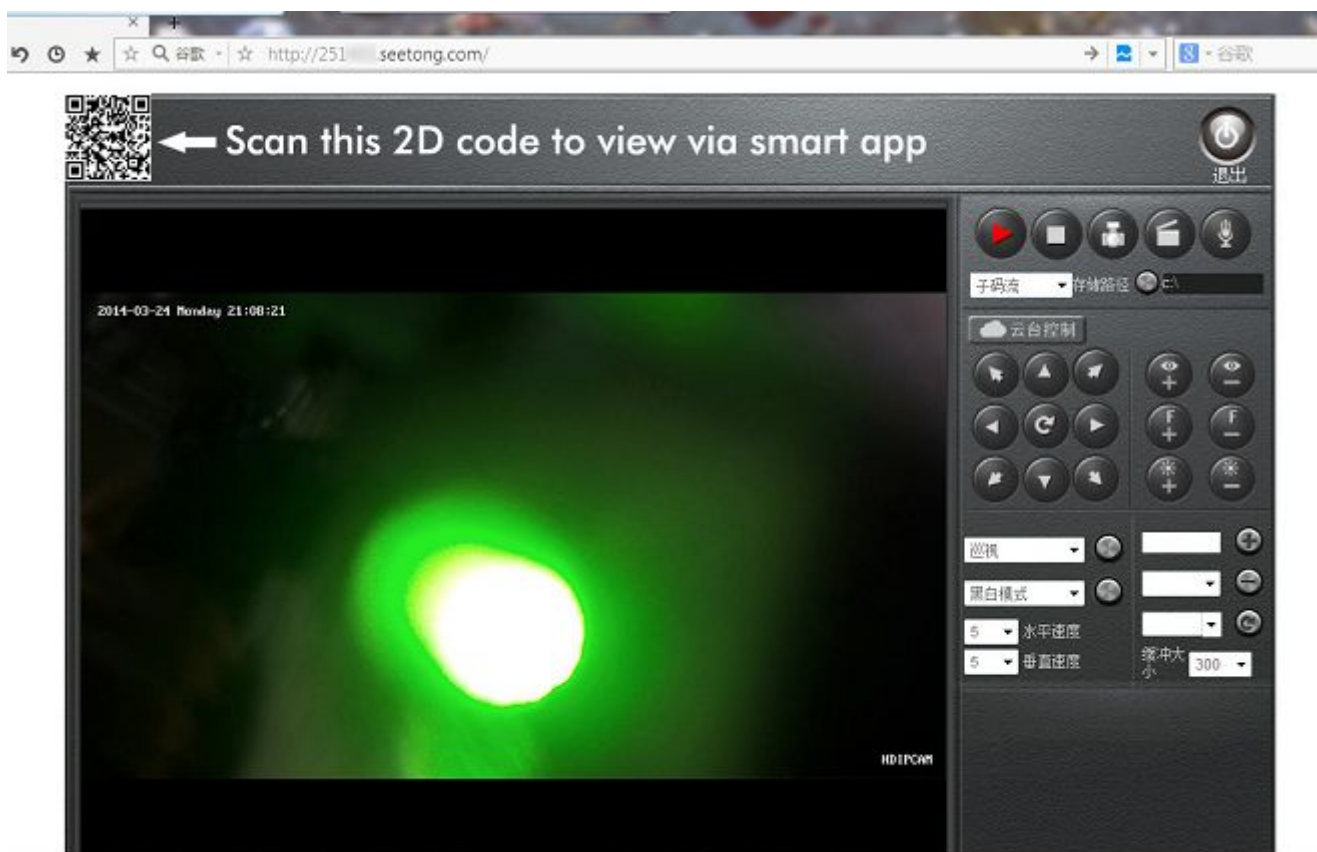 谷歌 http://251 seetong.com/ 谷歌
Scan this 2D code to view via smart app
退出
子码流 存储路径 c:\
2014-03-24 Monday 21:08:21
云台控制
F F
巡视
黑白模式
5 水平速度
5 垂直速度
缓冲大小 300
HDIPCAM